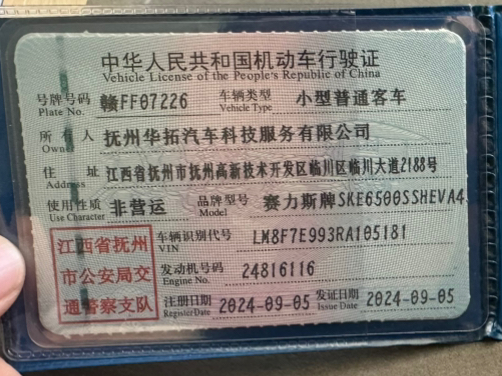 中华人民共和国机动车行驶证
Vehicle License of the People's Republic of China
号牌号码 赣FF07226 车辆类型 小型普通客车
Plate No. Vehicle Type
所有人 抚州华拓汽车科技服务有限公司
Owner
住址 江西省抚州市抚州高新技术开发区临川区临川大道2188号
Address
使用性质 非营运 品牌型号 赛力斯牌SKE6500SSHEVA4
Use Character Model
江西省抚州市公安局交通警察支队
车辆识别代号 LM8F7E993RA105181
VIN
发动机号码 24816116
Engine No.
注册日期 2024-09-05 发证日期 2024-09-05
Register Date Issue Date